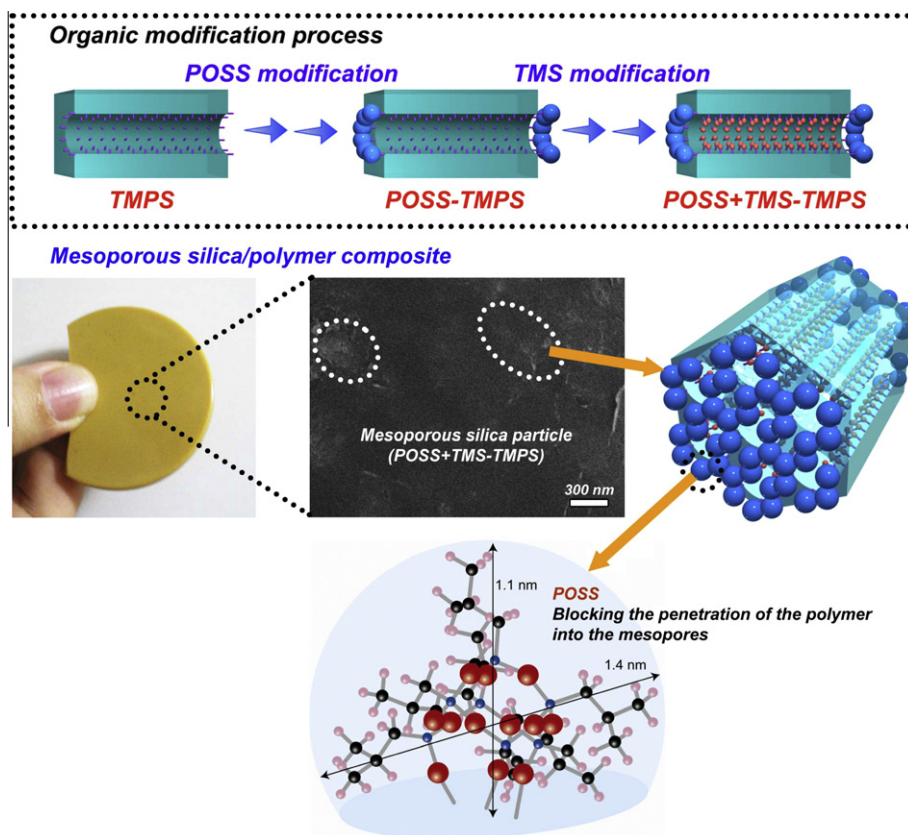 Organic modification process
POSS modification
TMS modification
TMPS
POSS-TMPS
POSS+TMS-TMPS
Mesoporous silica/polymer composite
Mesoporous silica particle
(POSS+TMS-TMPS)
300 nm
1.1 nm
POSS
Blocking the penetration of the polymer
into the mesopores
1.4 nm